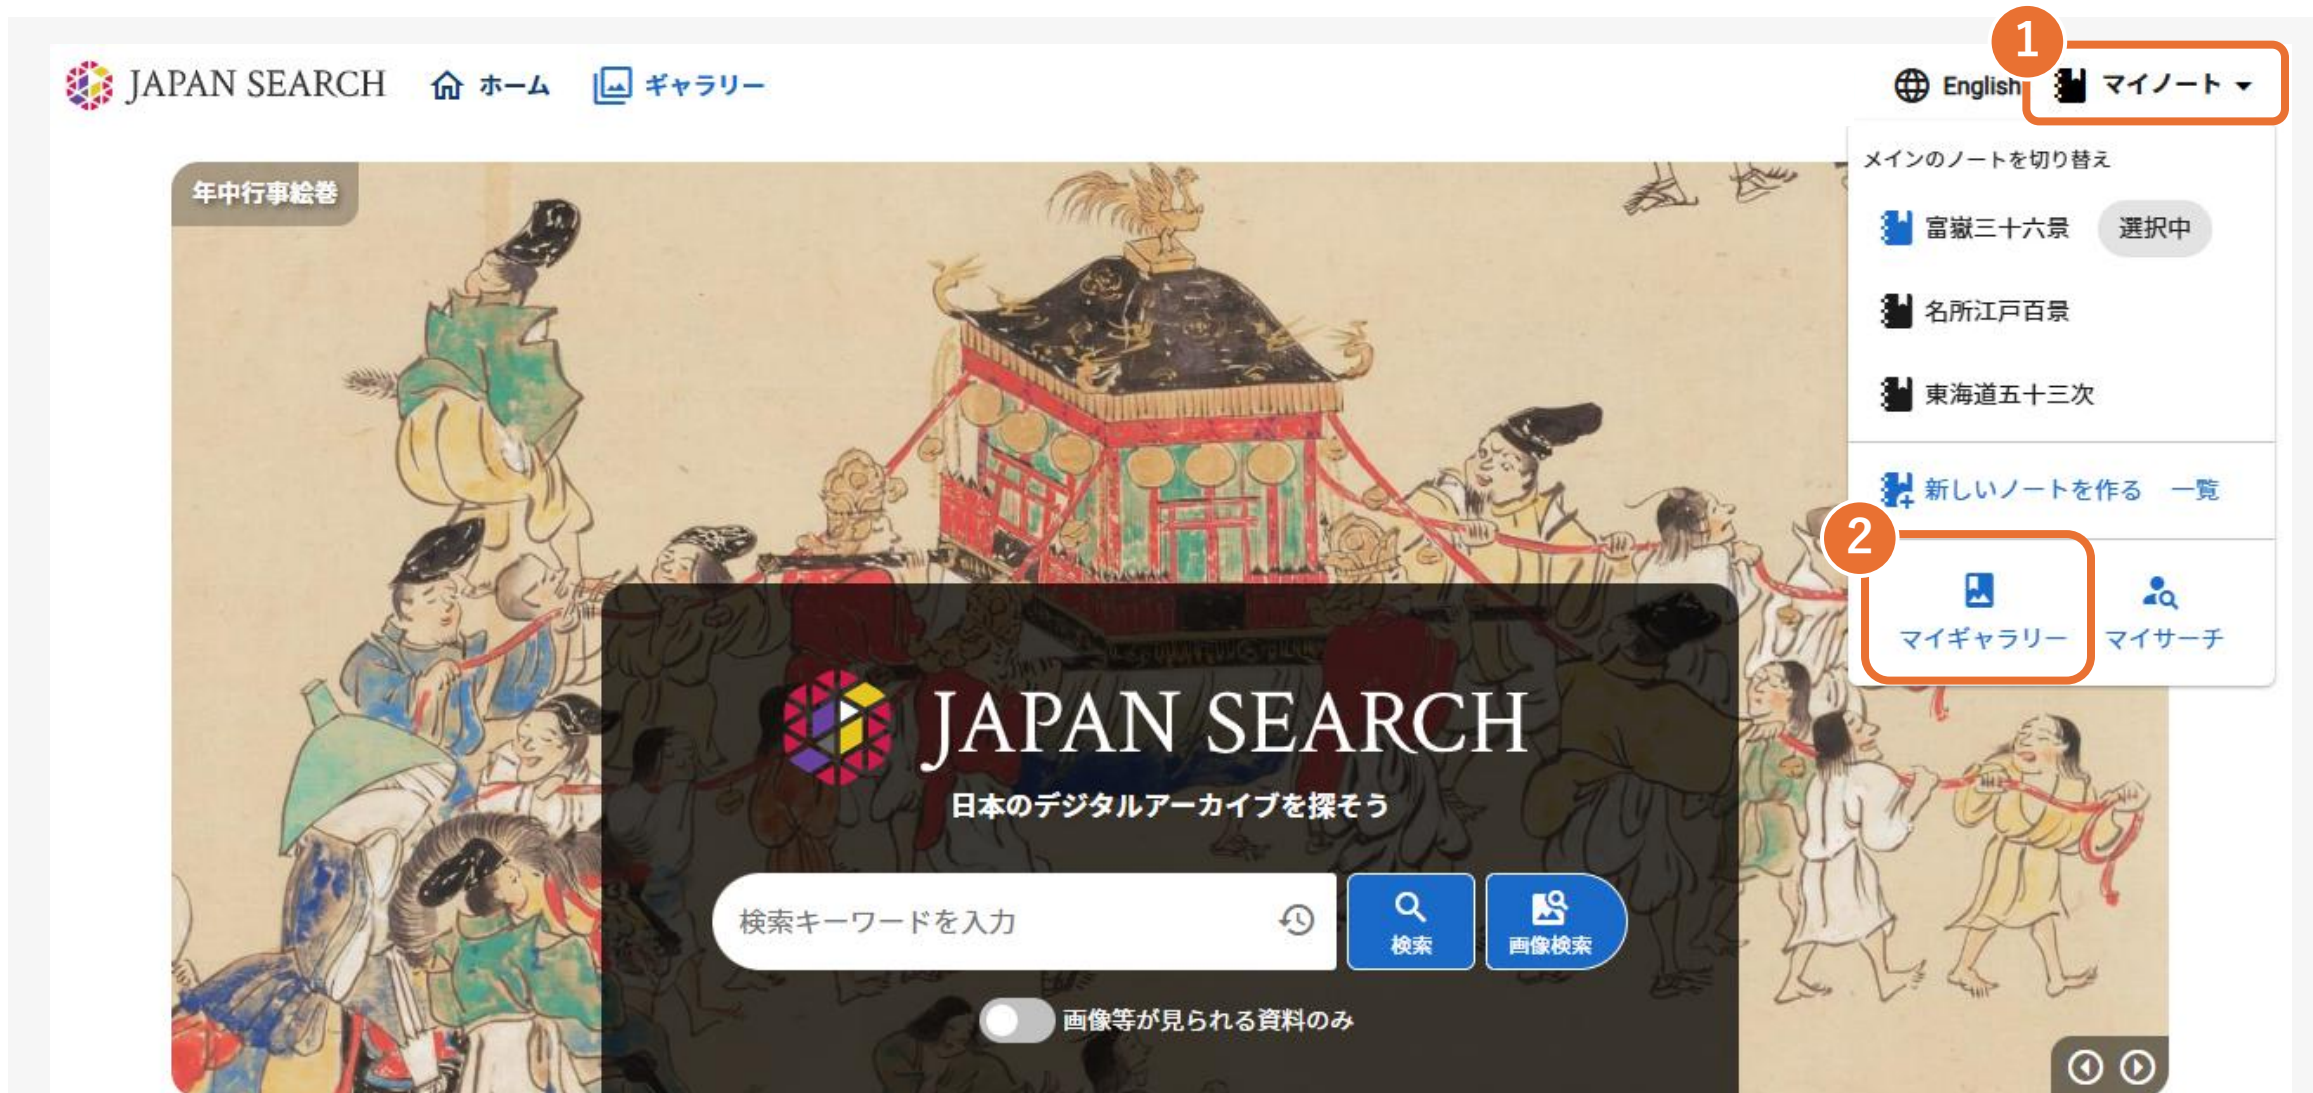 1
JAPAN SEARCH ホーム ギャラリー English マイノート
メインのノートを切り替え
年中行事絵巻
富嶽三十六景 選択中
名所江戸百景
東海道五十三次
新しいノートを作る 一覧
2
マイギャラリー マイサーチ
JAPAN SEARCH
日本のデジタルアーカイブを探そう
検索キーワードを入力 検索 画像検索
画像等が見られる資料のみ